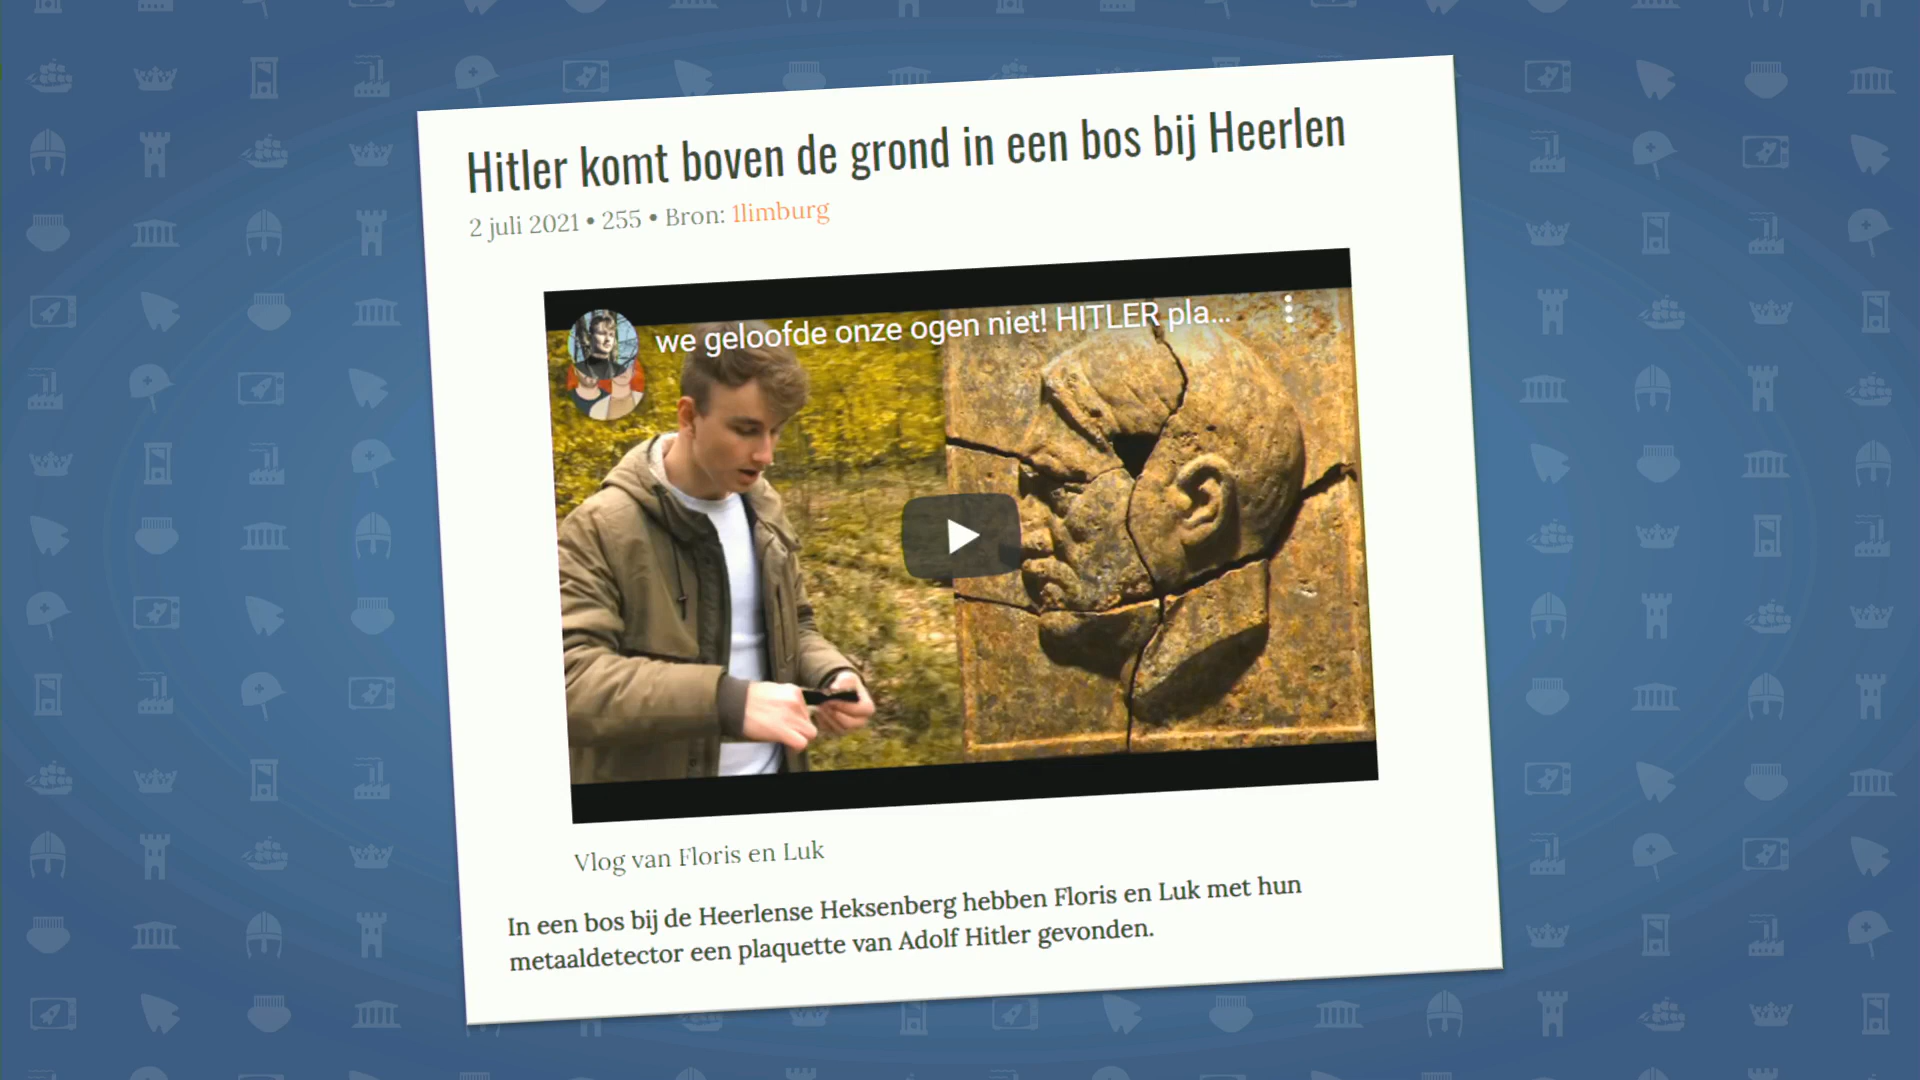 Hitler komt boven de grond in een bos bij Heerlen
2 juli 2021 • 255 • Bron: 1limburg
we geloofde onze ogen niet! HITLER pla...
Vlog van Floris en Luk
In een bos bij de Heerlense Heksenberg hebben Floris en Luk met hun
metaaldetector een plaquette van Adolf Hitler gevonden.